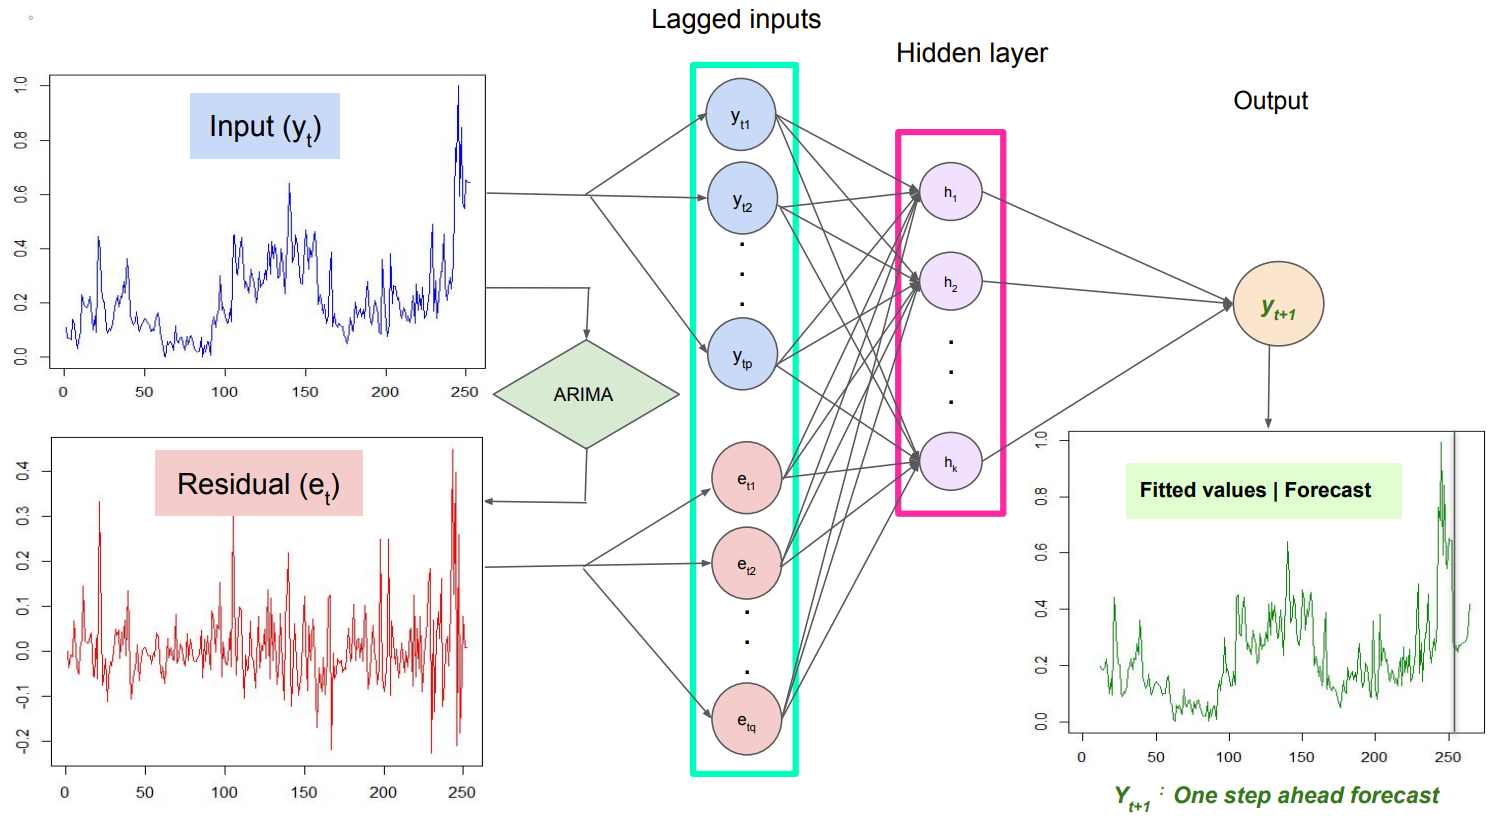 Lagged inputs
Hidden layer
Output
Input (yt)
1.0
0.8
0.6
0.4
0.2
0.0
0 50 100 150 200 250
ARIMA
Residual (et)
0.4
0.3
0.2
0.1
0.0
-0.1
-0.2
0 50 100 150 200 250
yt1
yt2
ytp
et1
et2
etq
h1
h2
hk
yt+1
Fitted values | Forecast
1.0
0.8
0.6
0.4
0.2
0.0
0 50 100 150 200 250
Yt+1 : One step ahead forecast